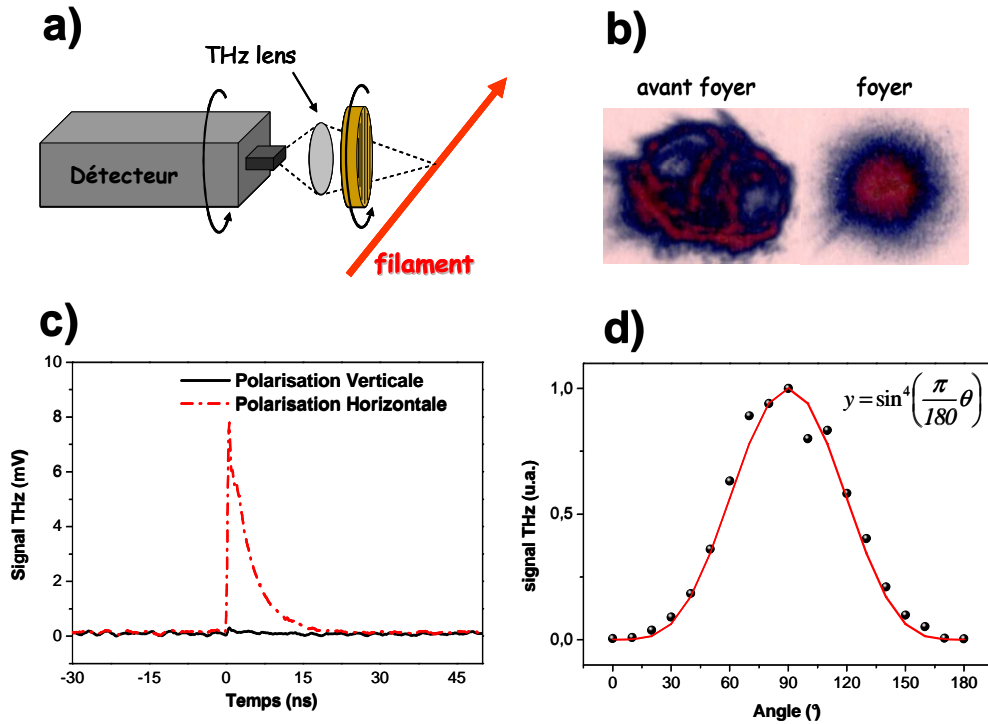 a)
THz lens
Détecteur
filament
b)
avant foyer
foyer
c)
Polarisation Verticale
Polarisation Horizontale
Signal THz (mV)
10
8
6
4
2
0
-30
-15
0
15
30
45
Temps (ns)
d)
y = sin⁴(π/180 θ)
signal THz (u.a.)
1,0
0,5
0,0
0
30
60
90
120
150
180
Angle (°)